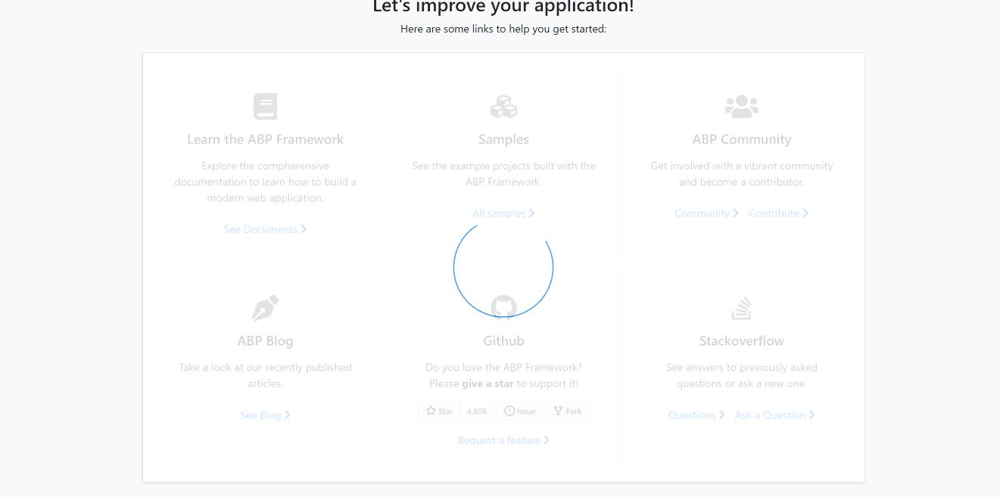 Let's improve your application!
Here are some links to help you get started:
Learn the ABP Framework
Explore the compherensive
documentation to learn how to build a
modern web application.
See Documents
Samples
See the example projects built with the
ABP Framework.
All samples
ABP Community
Get involved with a vibrant community
and become a contributor.
Community Contribute
ABP Blog
Take a look at our recently published
articles.
See Blog
Github
Do you love the ABP Framework?
Please give a star to support it!
Star 4,808 Issue Fork
Request a feature
Stackoverflow
See answers to previously asked
questions or ask a new one.
Questions Ask a Question